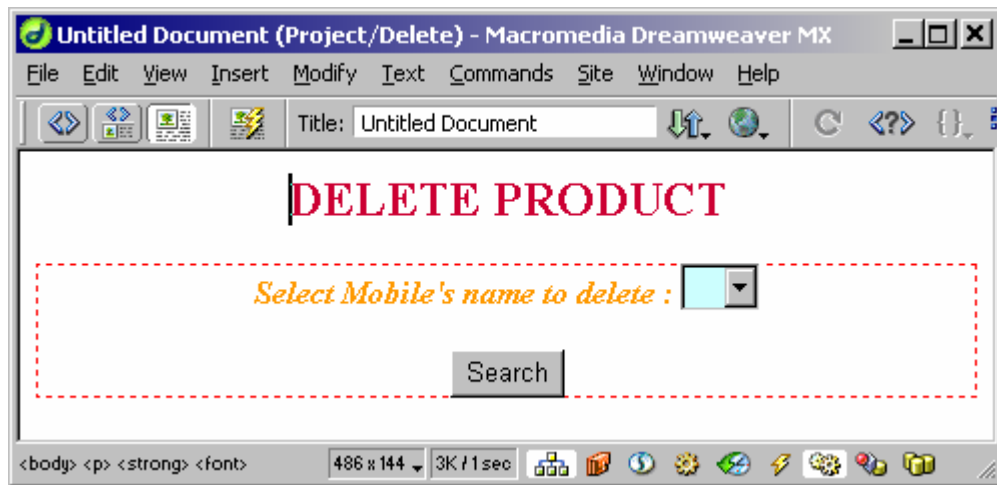 Untitled Document (Project/Delete) - Macromedia Dreamweaver MX
File Edit View Insert Modify Text Commands Site Window Help
Title: Untitled Document
DELETE PRODUCT
Select Mobile's name to delete :
Search
<body> <p> <strong> <font> 486 x 144 3K / 1 sec